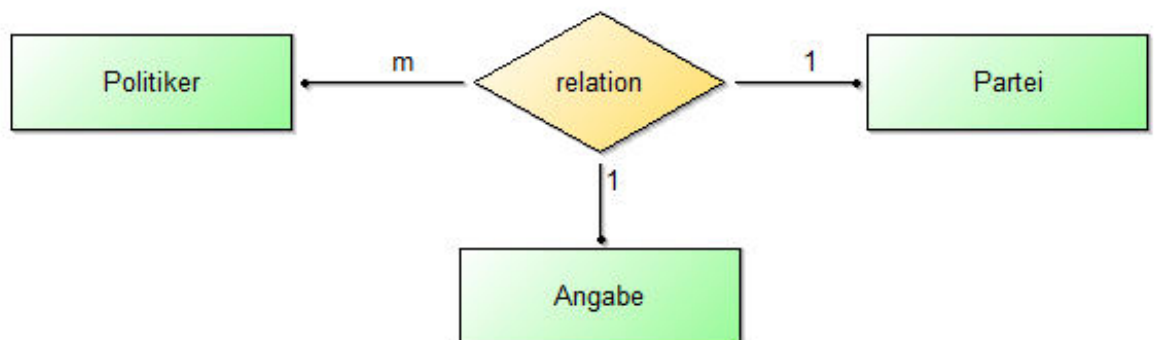 Politiker
m
relation
1
Partei
1
Angabe